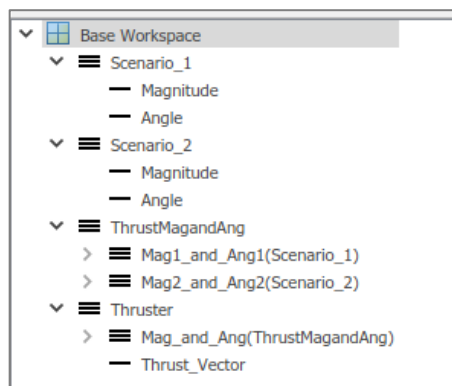 Base Workspace
Scenario_1
Magnitude
Angle
Scenario_2
Magnitude
Angle
ThrustMagandAng
Mag1_and_Ang1(Scenario_1)
Mag2_and_Ang2(Scenario_2)
Thruster
Mag_and_Ang(ThrustMagandAng)
Thrust_Vector